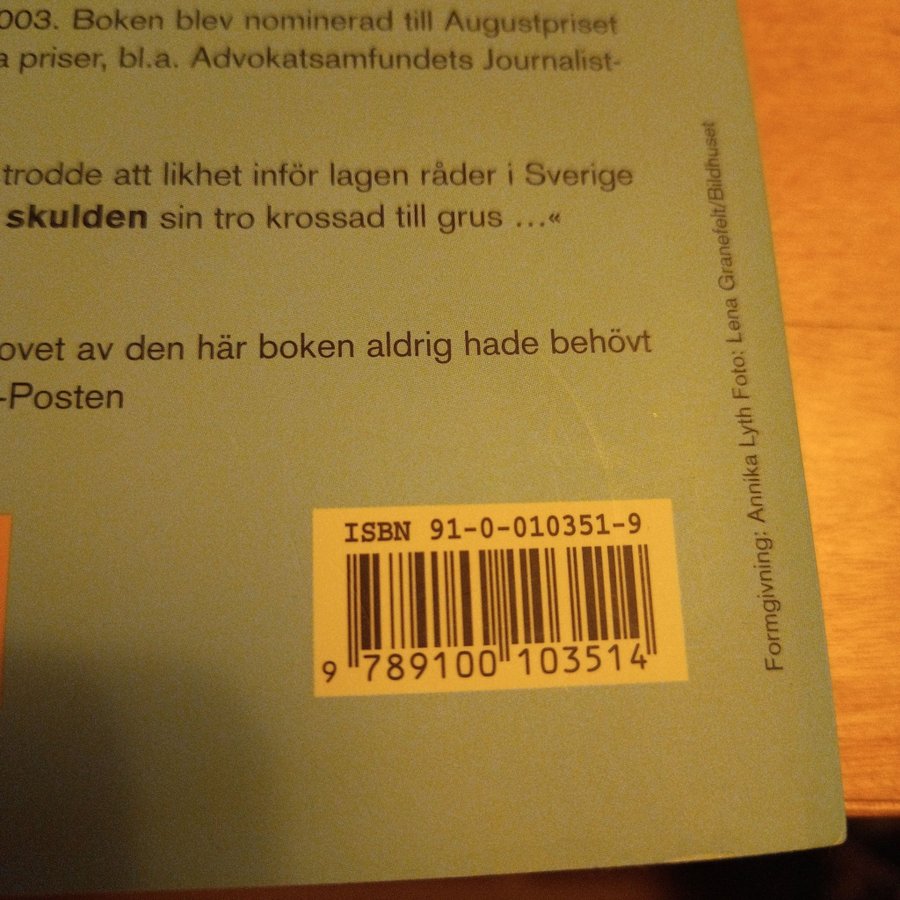 003. Boken blev nominerad till Augustpriset
a priser, bl.a. Advokatsamfundets Journalist-
trodde att likhet inför lagen råder i Sverige
skulden sin tro krossad till grus …«
ovet av den här boken aldrig hade behövt
-Posten
ISBN 91-0-010351-9
9 789100 103514
Formgivning: Annika Lyth Foto: Lena Granefelt/Bildhuset